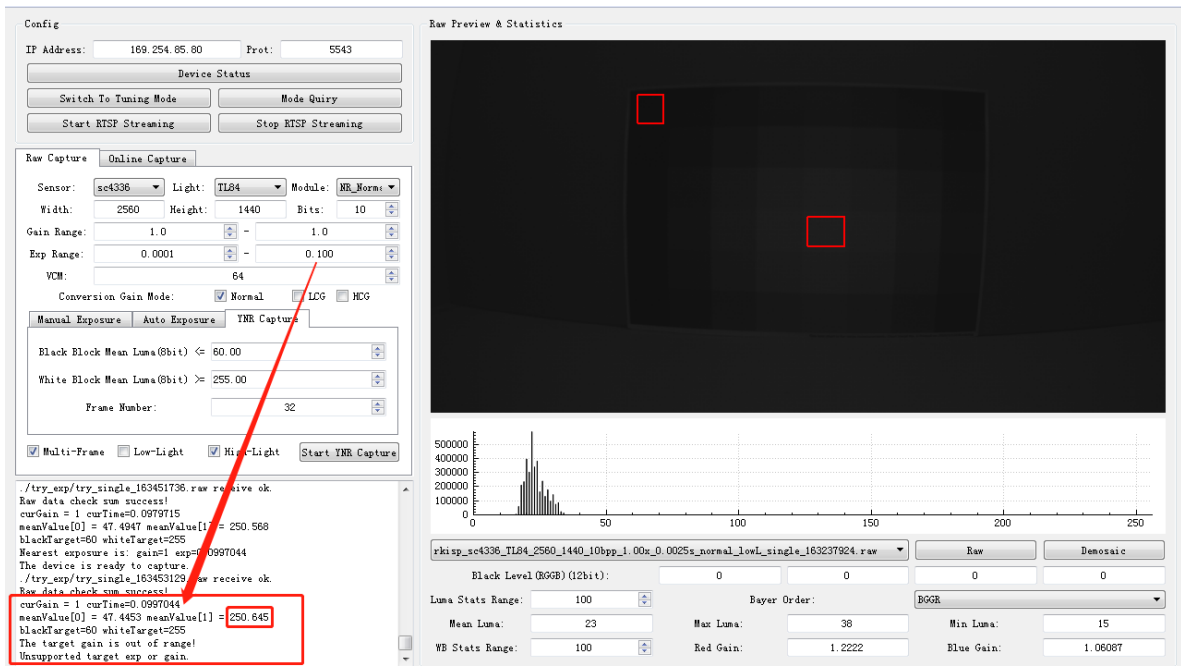 Config
IP Address: 169.254.85.80 Prot: 5543
Device Status
Switch To Tuning Mode Mode Quiry
Start RTSP Streaming Stop RTSP Streaming
Raw Capture Online Capture
Sensor: sc4336 Light: TL84 Module: NR_Norma
Width: 2560 Height: 1440 Bits: 10
Gain Range: 1.0 - 1.0
Exp Range: 0.0001 - 0.100
VCM: 64
Conversion Gain Mode: Normal LCG HCG
Manual Exposure Auto Exposure YNR Capture
Black Block Mean Luma(8bit) <= 60.00
White Block Mean Luma(8bit) >= 255.00
Frame Number: 32
Multi-Frame Low-Light High-Light Start YNR Capture
./try_exp/try_single_163451736.raw receive ok.
Raw data check sum success!
curGain = 1 curTime=0.0979715
meanValue[0] = 47.4947 meanValue[1] = 250.568
blackTarget=60 whiteTarget=255
Nearest exposure is: gain=1 exp=0.0997044
The device is ready to capture.
./try_exp/try_single_163453129.raw receive ok.
Raw data check sum success!
curGain = 1 curTime=0.0997044
meanValue[0] = 47.4453 meanValue[1] = 250.645
blackTarget=60 whiteTarget=255
The target gain is out of range!
Unsupported target exp or gain.
Raw Preview & Statistics
500000
400000
300000
200000
100000
0
0 50 100 150 200 250
rkisp_sc4336_TL84_2560_1440_10bpp_1.00x_0.0025s_normal_lowL_single_163237924.raw Raw Demosaic
Black Level(RGGB)(12bit): 0 0 0 0
Luma Stats Range: 100 Bayer Order: BGGR
Mean Luma: 23 Max Luma: 38 Min Luma: 15
WB Stats Range: 100 Red Gain: 1.2222 Blue Gain: 1.06087